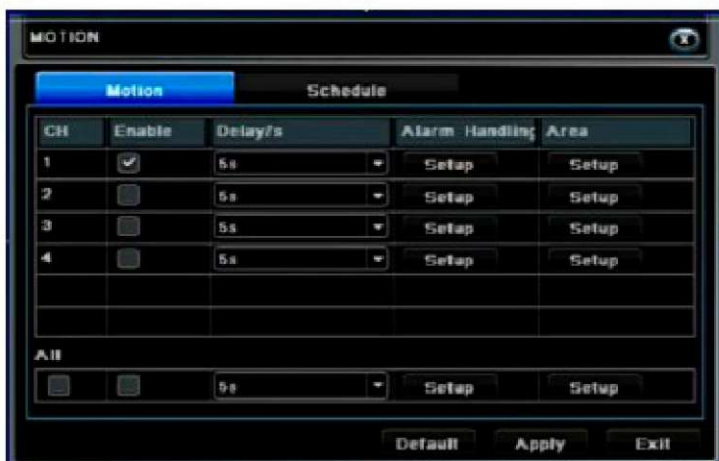 MOTION
Motion Schedule
CH Enable Delay/s Alarm Handling Area
1 5s Setup Setup
2 5s Setup Setup
3 5s Setup Setup
4 5s Setup Setup
All
5s Setup Setup
Default Apply Exit